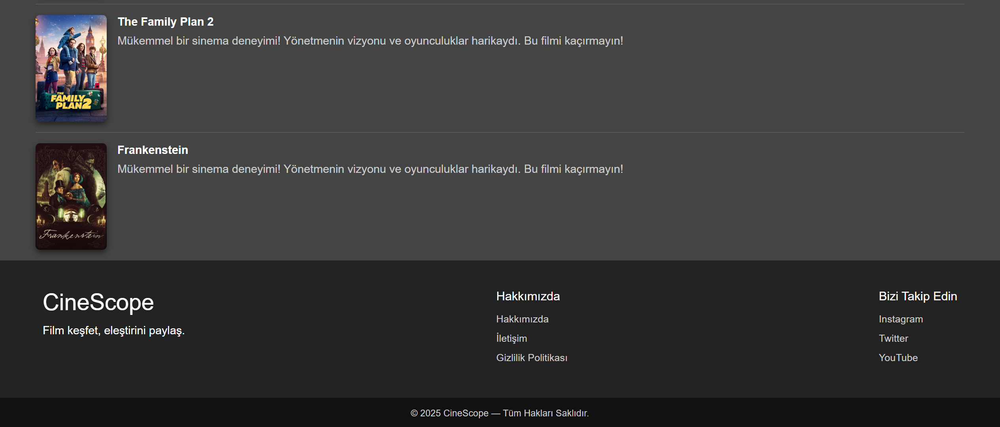 The Family Plan 2
Mükemmel bir sinema deneyimi! Yönetmenin vizyonu ve oyunculuklar harikaydı. Bu filmi kaçırmayın!
THE
FAMILY
PLAN 2
Frankenstein
Mükemmel bir sinema deneyimi! Yönetmenin vizyonu ve oyunculuklar harikaydı. Bu filmi kaçırmayın!
Frankenstein
CineScope
Film keşfet, eleştirini paylaş.
Hakkımızda
Hakkımızda
İletişim
Gizlilik Politikası
Bizi Takip Edin
Instagram
Twitter
YouTube
© 2025 CineScope — Tüm Hakları Saklıdır.